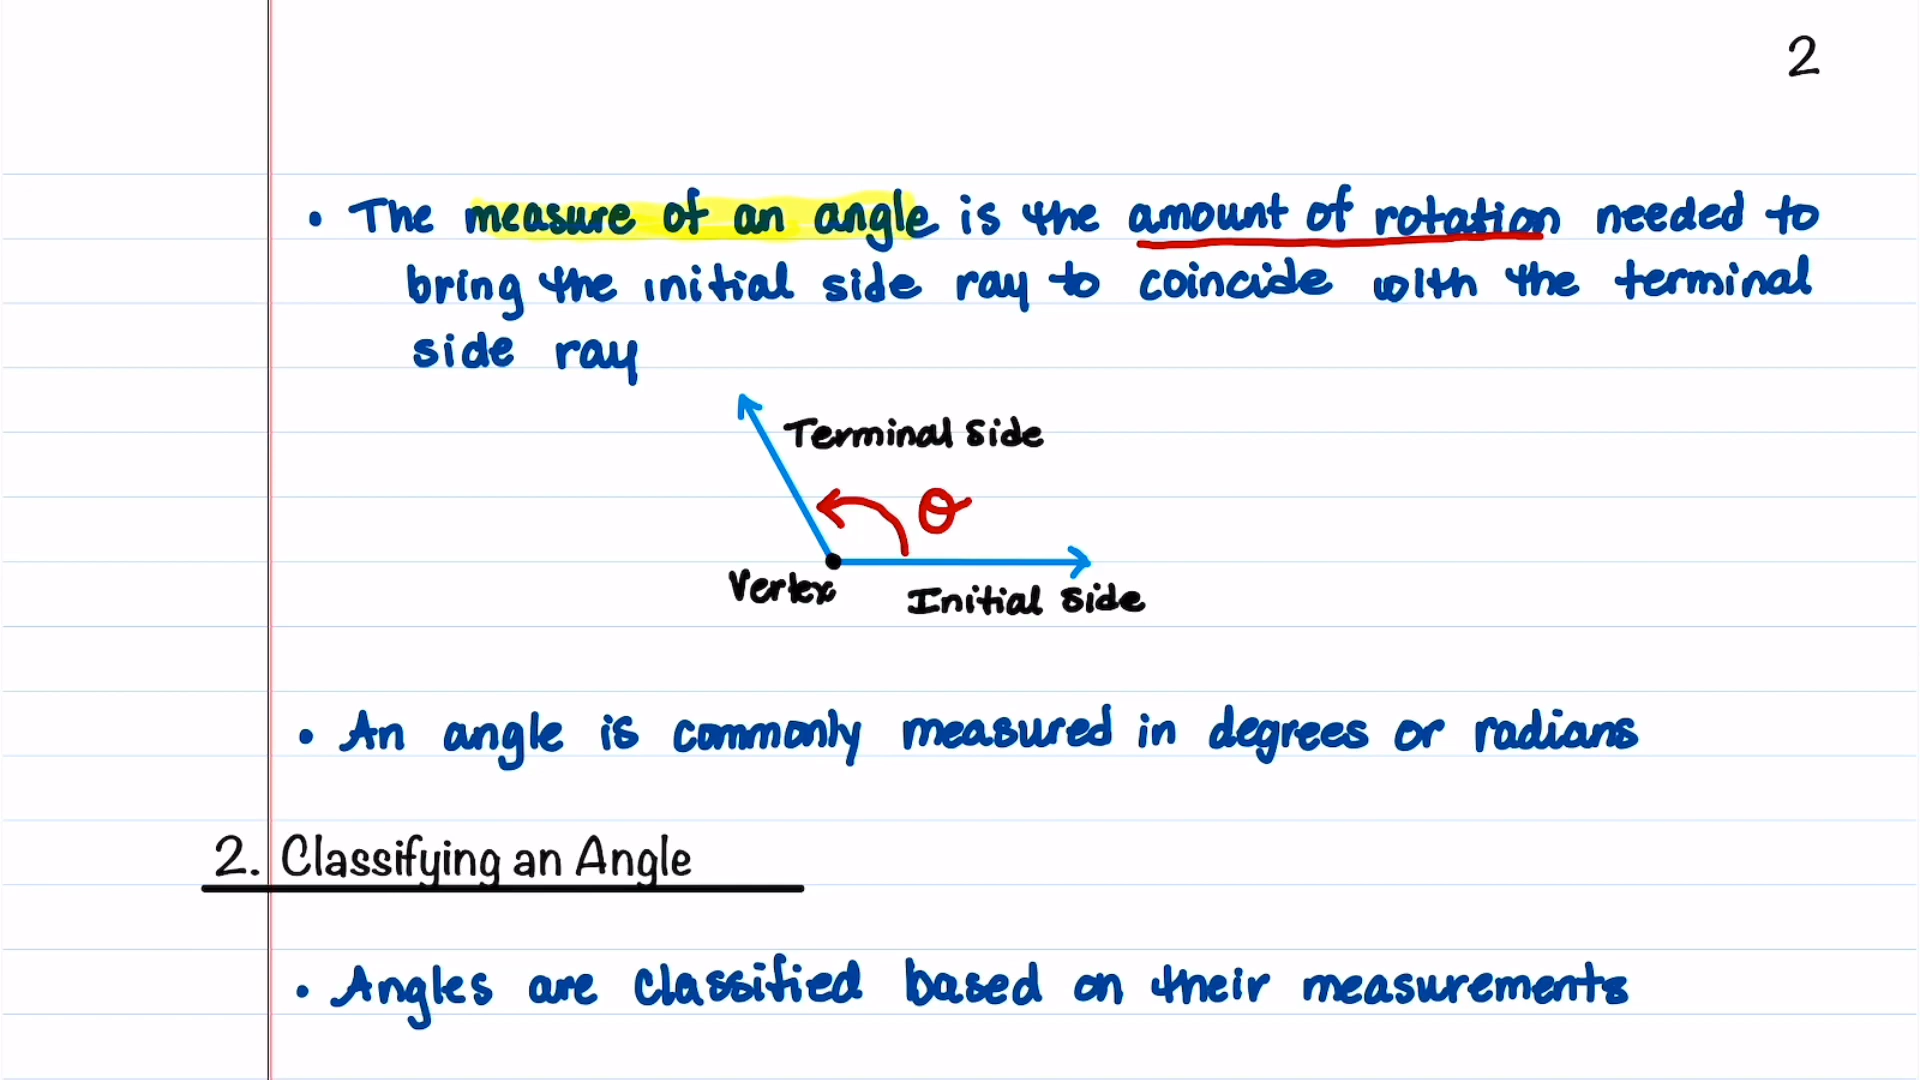 2
• The measure of an angle is the amount of rotation needed to
bring the initial side ray to coincide with the terminal
side ray
Terminal Side
θ
Vertex
Initial Side
• An angle is commonly measured in degrees or radians
2. Classifying an Angle
• Angles are classified based on their measurements